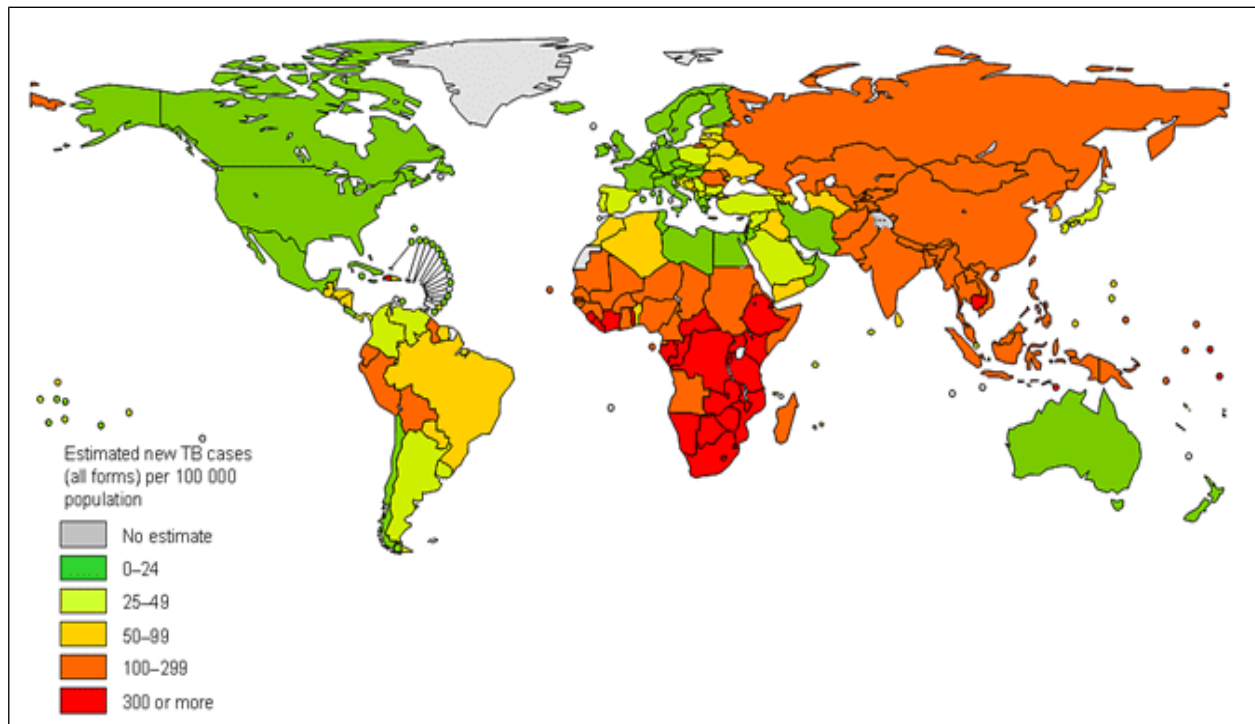 Estimated new TB cases
(all forms) per 100 000
population
No estimate
0–24
25–49
50–99
100–299
300 or more